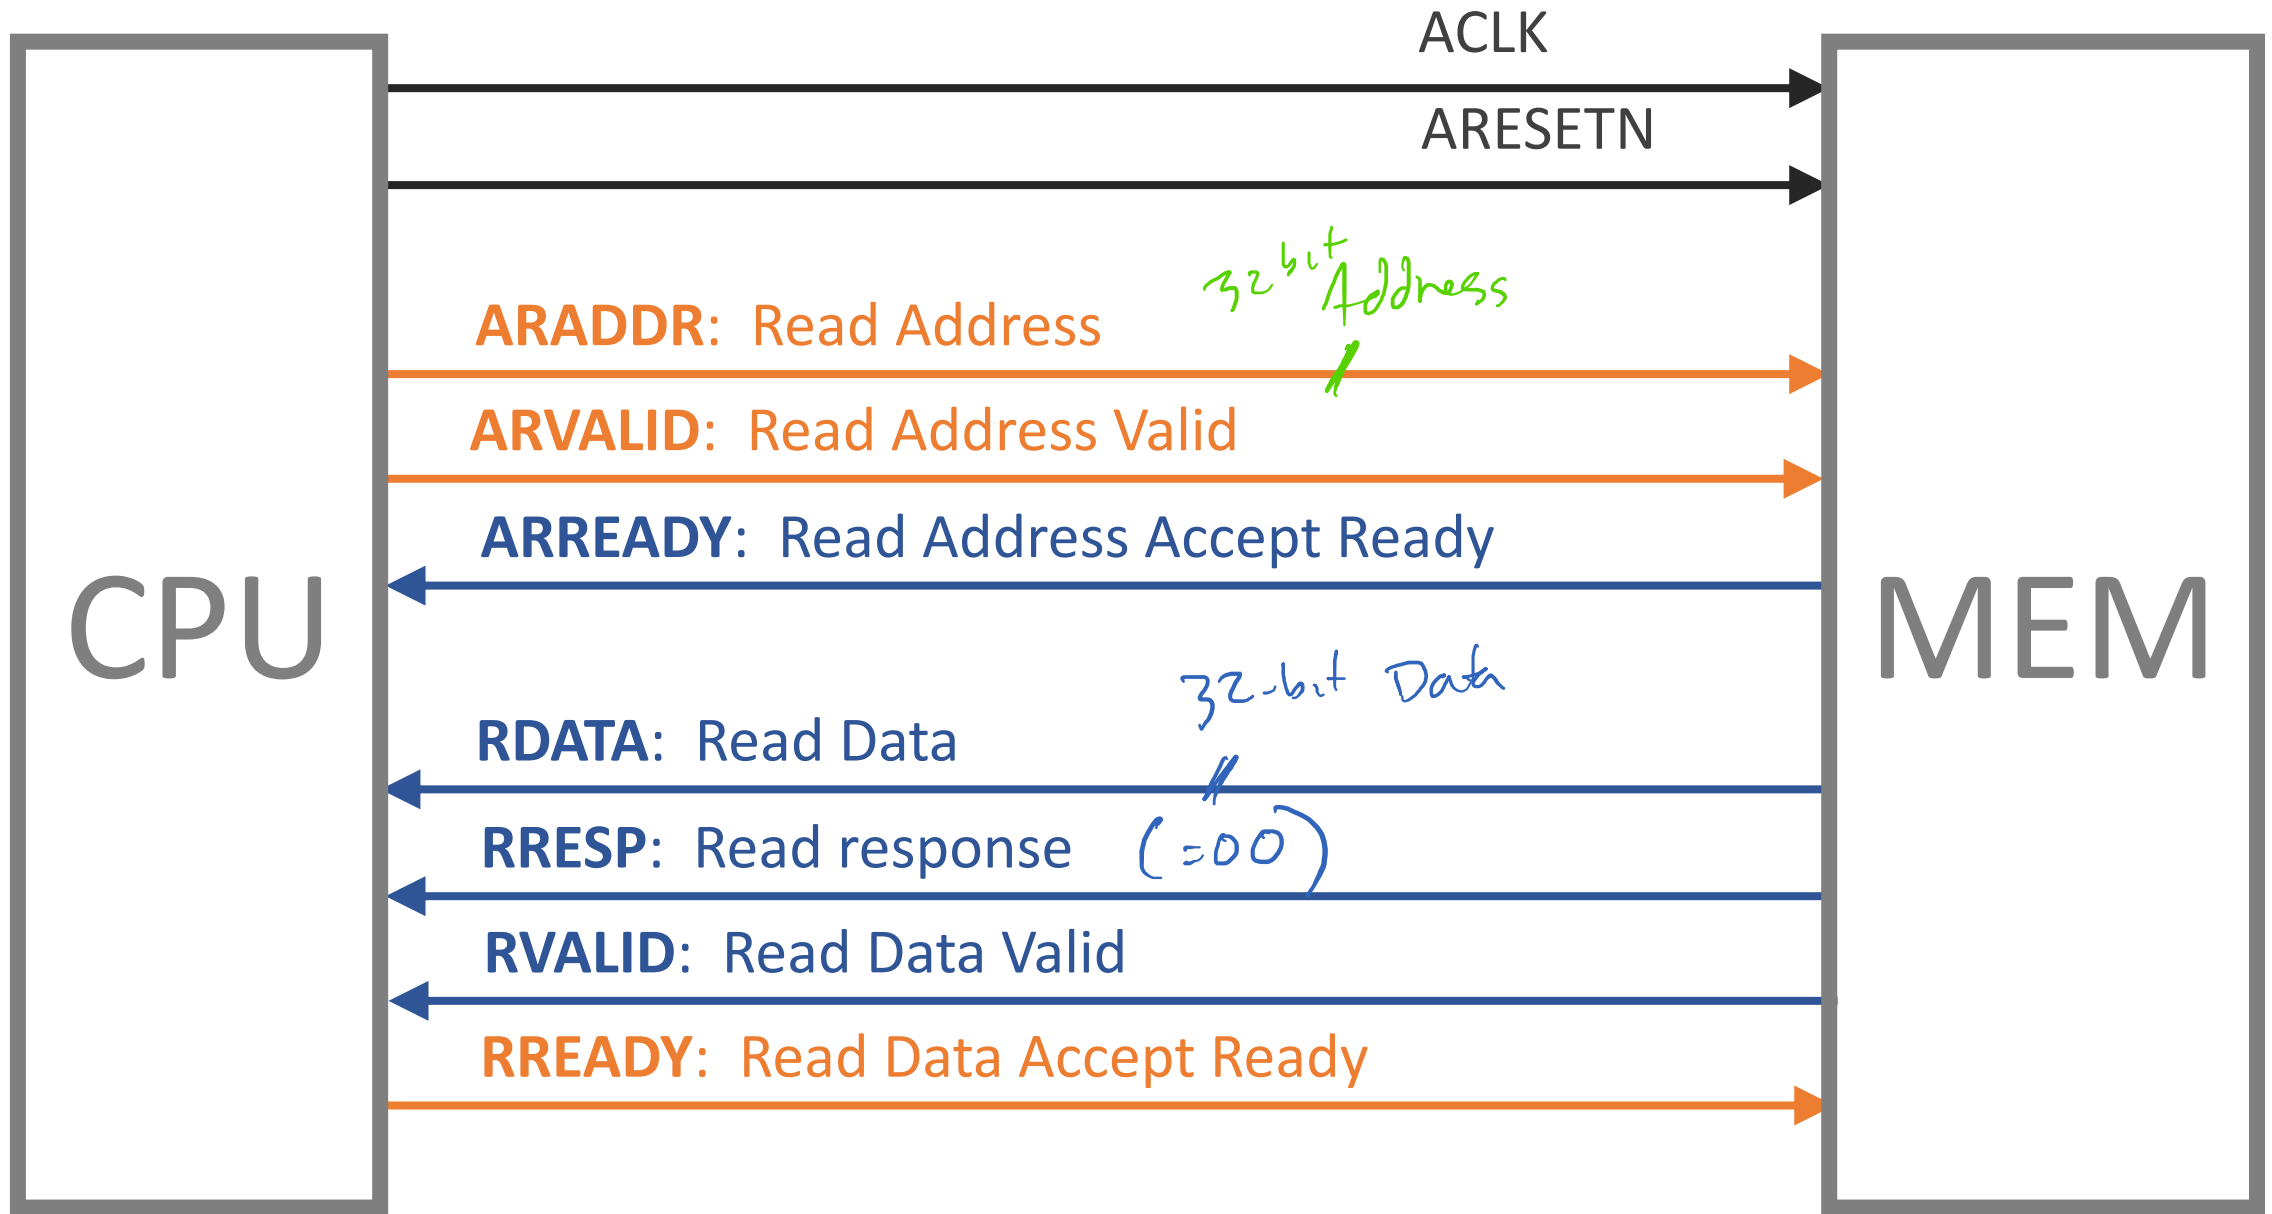 ACLK
ARESETN
32 bit Address
ARADDR: Read Address
ARVALID: Read Address Valid
ARREADY: Read Address Accept Ready
CPU
MEM
32-bit Data
RDATA: Read Data
RRESP: Read response (=00)
RVALID: Read Data Valid
RREADY: Read Data Accept Ready